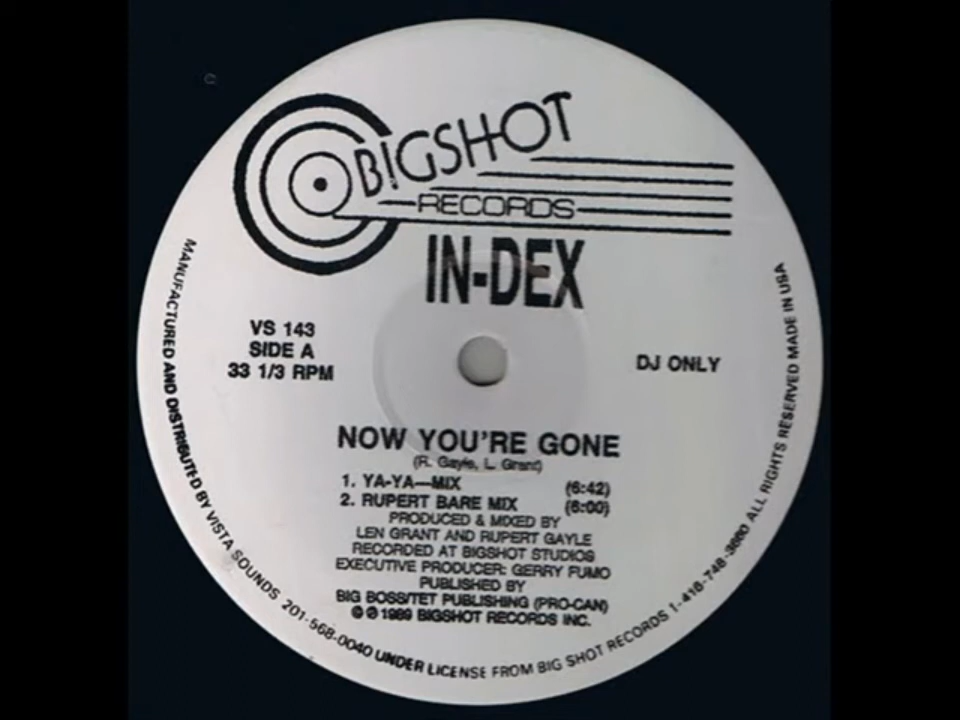 BIGSHOT
RECORDS
IN-DEX
VS 143
SIDE A
33 1/3 RPM
DJ ONLY
NOW YOU'RE GONE
(R. Gayle, L. Grant)
1. YA-YA—MIX (6:42)
2. RUPERT BARE MIX (6:00)
PRODUCED & MIXED BY
LEN GRANT AND RUPERT GAYLE
RECORDED AT BIGSHOT STUDIOS
EXECUTIVE PRODUCER: GERRY FUMO
PUBLISHED BY
BIG BOSS/TET PUBLISHING (PRO-CAN)
© ℗ 1989 BIGSHOT RECORDS INC.
MANUFACTURED AND DISTRIBUTED BY VISTA SOUNDS 201-568-0040 UNDER LICENSE FROM BIG SHOT RECORDS 1-416-748-3660 ALL RIGHTS RESERVED MADE IN USA